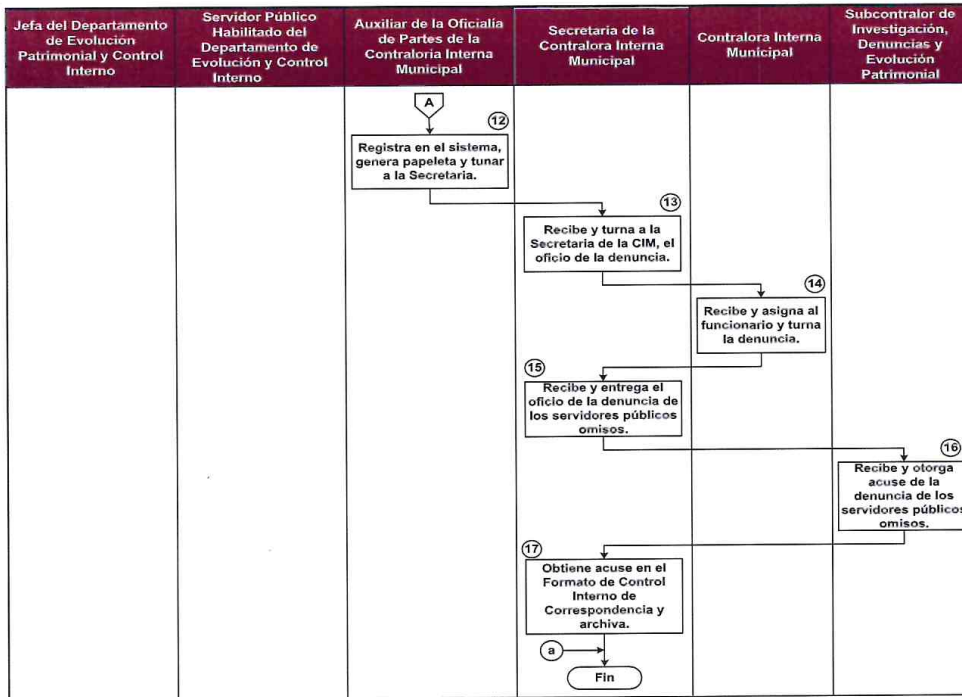 Jefa del Departamento
de Evolución
Patrimonial y Control
Interno
Servidor Público
Habilitado del
Departamento de
Evolución y Control
Interno
Auxiliar de la Oficialía
de Partes de la
Contraloría Interna
Municipal
Secretaria de la
Contralora Interna
Municipal
Contralora Interna
Municipal
Subcontralor de
Investigación,
Denuncias y
Evolución
Patrimonial
A
12
Registra en el sistema,
genera papeleta y tunar
a la Secretaria.
13
Recibe y turna a la
Secretaria de la CIM, el
oficio de la denuncia.
14
Recibe y asigna al
funcionario y turna
la denuncia.
15
Recibe y entrega el
oficio de la denuncia de
los servidores públicos
omisos.
16
Recibe y otorga
acuse de la
denuncia de los
servidores públicos
omisos.
17
Obtiene acuse en el
Formato de Control
Interno de
Correspondencia y
archiva.
a
Fin